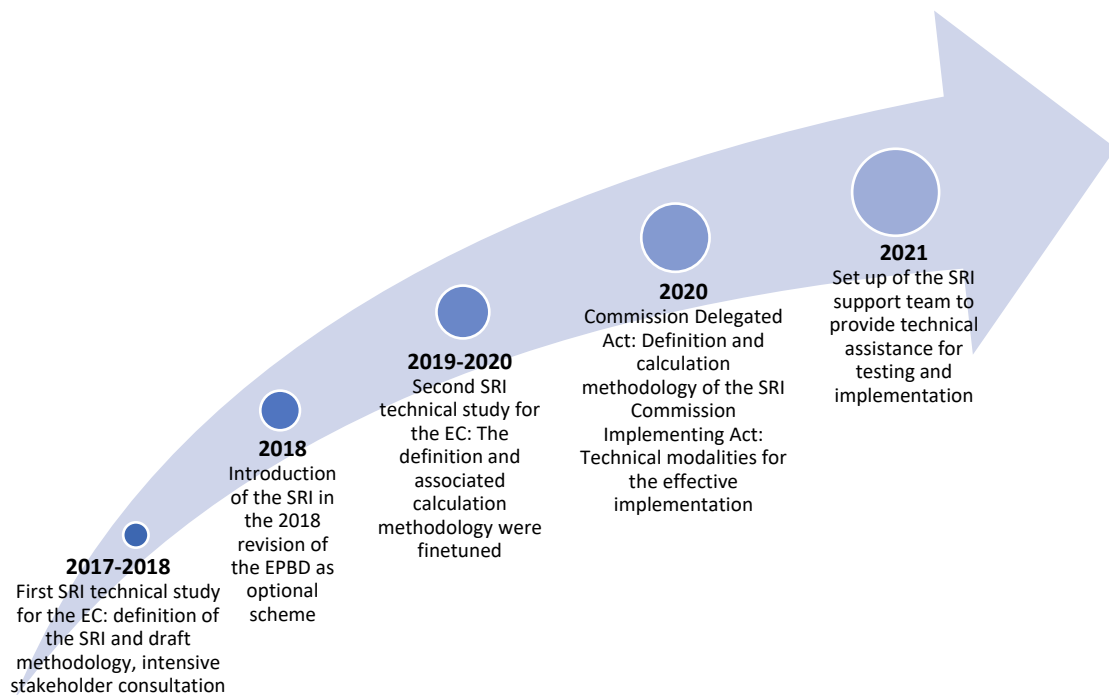 2017-2018
First SRI technical study
for the EC: definition of
the SRI and draft
methodology, intensive
stakeholder consultation
2018
Introduction
of the SRI in
the 2018
revision of
the EPBD as
optional
scheme
2019-2020
Second SRI
technical study for
the EC: The
definition and
associated
calculation
methodology were
finetuned
2020
Commission Delegated
Act: Definition and
calculation
methodology of the SRI
Commission
Implementing Act:
Technical modalities for
the effective
implementation
2021
Set up of the SRI
support team to
provide technical
assistance for
testing and
implementation